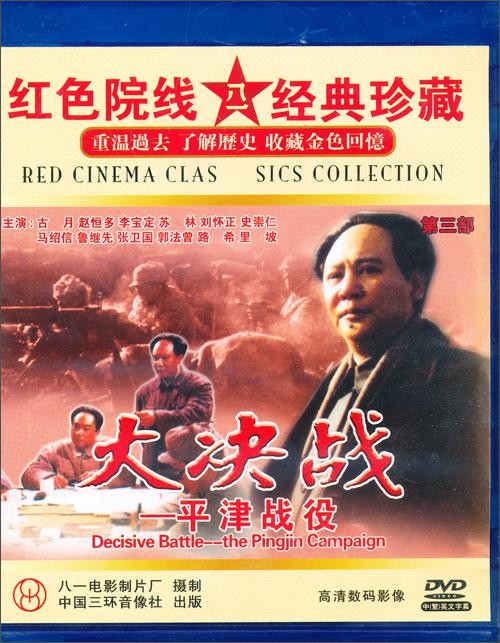 红色院线 八一 经典珍藏
重温過去 了解歷史 收藏金色回憶
RED CINEMA CLAS SICS COLLECTION
主演:古 月 赵恒多 李宝定 苏 林 刘怀正 史崇仁
马绍信 鲁继先 张卫国 郭法曾 路 希 里 坡
第三部
大决战
—平津战役
Decisive Battle--the Pingjin Campaign
八一电影制片厂 摄制
中国三环音像社 出版
高清数码影像
DVD
中(繁)英文字幕